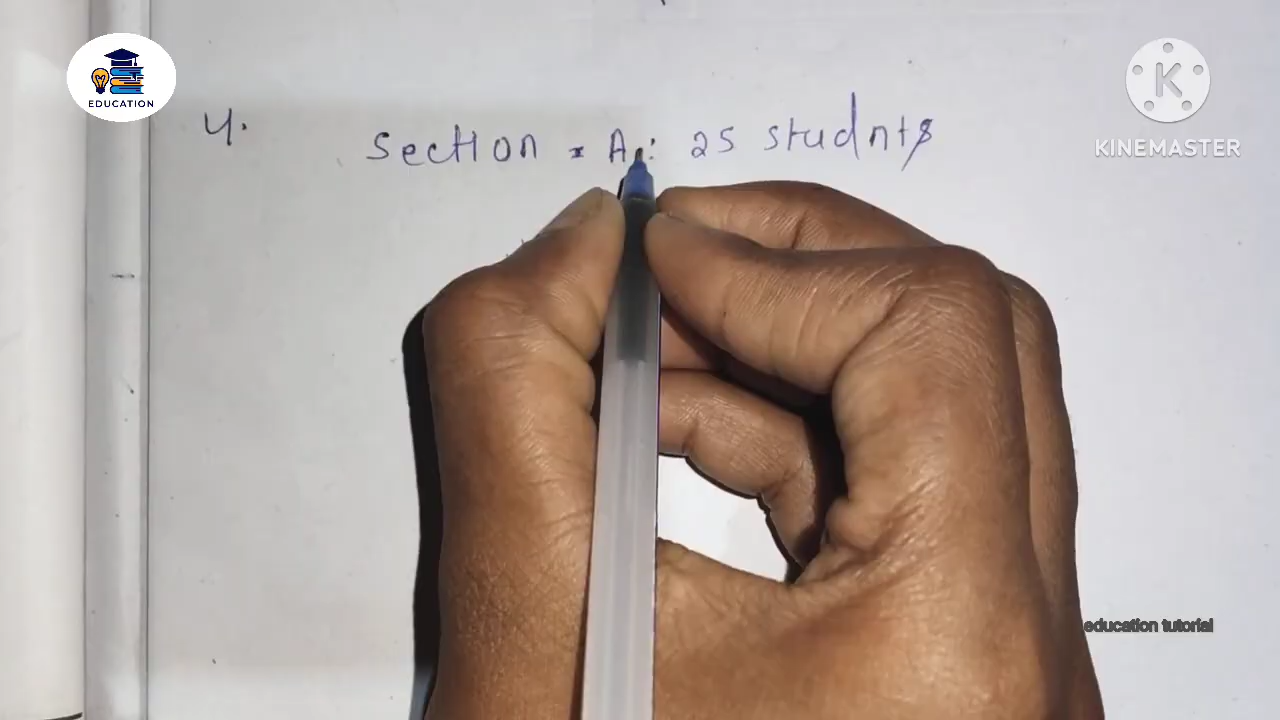 EDUCATION
K
KINEMASTER
4. Section - A : 25 studnts
education tutorial